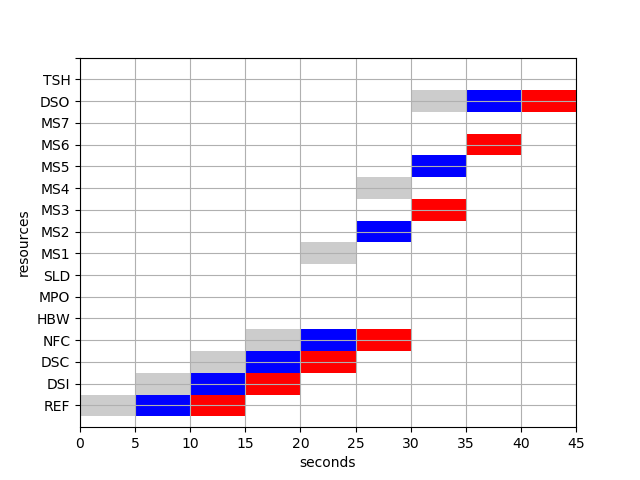 TSH
DSO
MS7
MS6
MS5
MS4
MS3
MS2
MS1
SLD
MPO
HBW
NFC
DSC
DSI
REF
resources
0 5 10 15 20 25 30 35 40 45
seconds